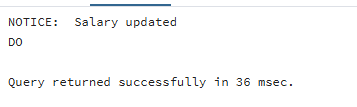 NOTICE:  Salary updated
DO
Query returned successfully in 36 msec.